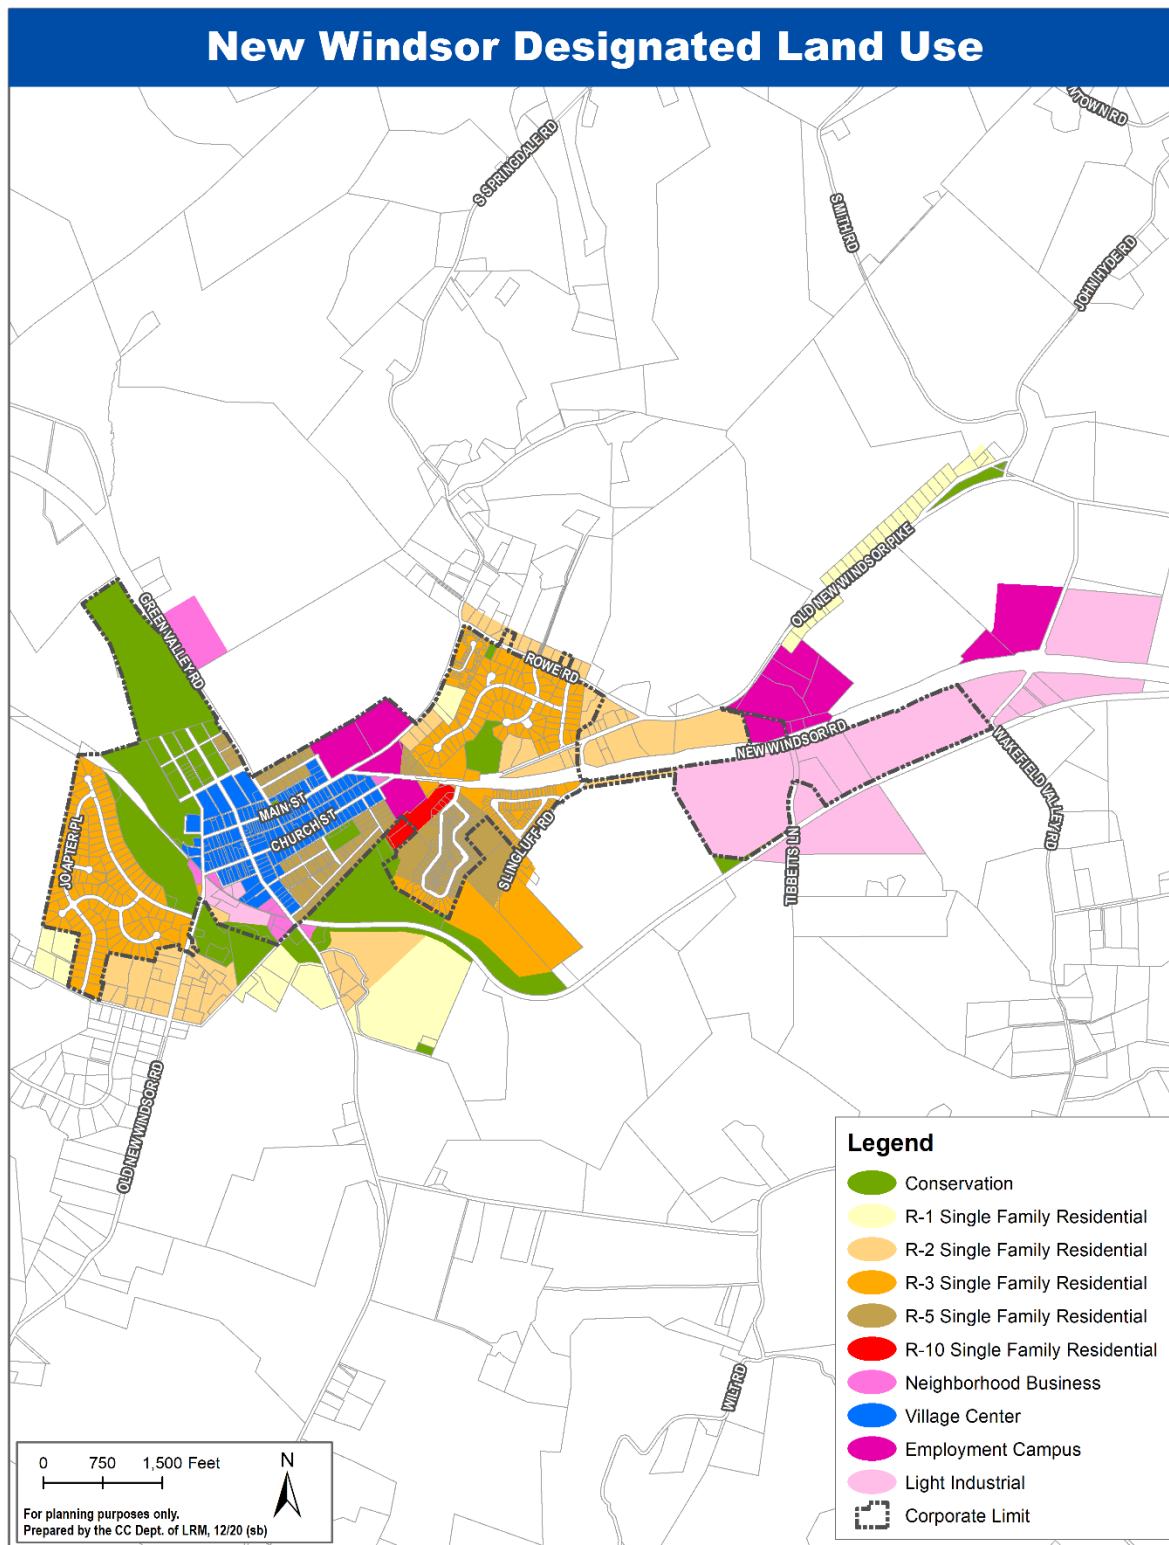 New Windsor Designated Land Use
WTOWN RD
S SPRINGDALE RD
SMITH RD
JOHN HYDE RD
OLD NEW WINDSOR PIKE
GREEN VALLEY RD
ROWE RD
NEW WINDSOR RD
WAKEFIELD VALLEY RD
MAIN ST
CHURCH ST
JO APTER PL
SLINGLUFF RD
TIBBETTS LN
OLD NEW WINDSOR RD
WILT RD
Legend
Conservation
R-1 Single Family Residential
R-2 Single Family Residential
R-3 Single Family Residential
R-5 Single Family Residential
R-10 Single Family Residential
Neighborhood Business
Village Center
Employment Campus
Light Industrial
Corporate Limit
0 750 1,500 Feet
N
For planning purposes only.
Prepared by the CC Dept. of LRM, 12/20 (sb)